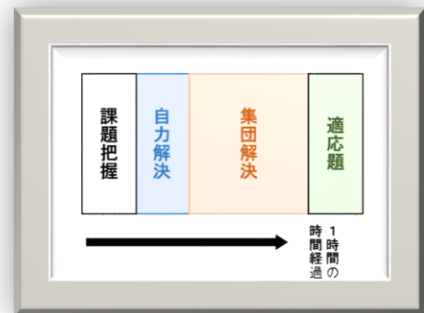 課題把握
自力解決
集団解決
適応題
１時間の
時間経過